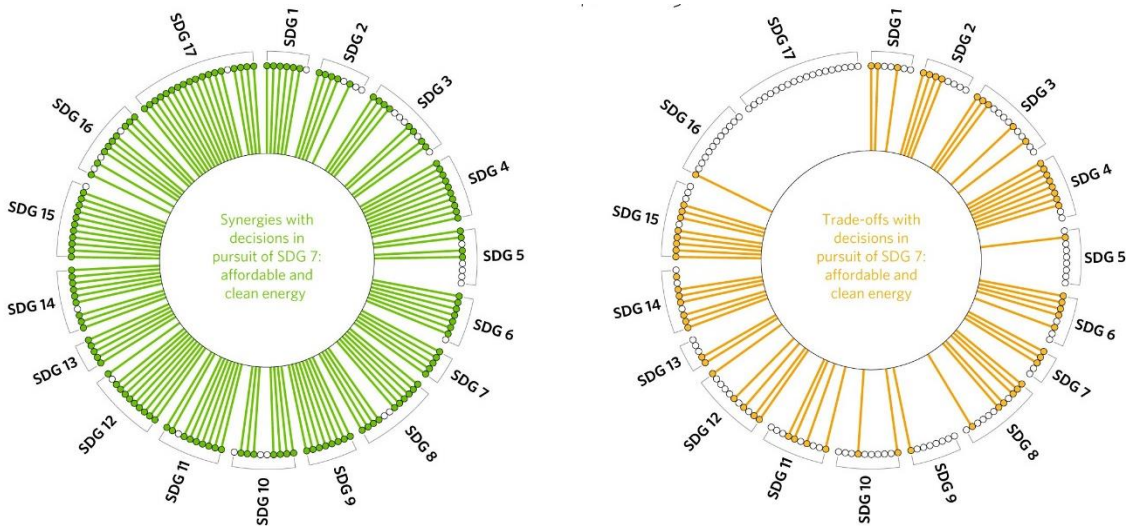 SDG 1
SDG 2
SDG 3
SDG 4
SDG 5
SDG 6
SDG 7
SDG 8
SDG 9
SDG 10
SDG 11
SDG 12
SDG 13
SDG 14
SDG 15
SDG 16
SDG 17
Synergies with
decisions in
pursuit of SDG 7:
affordable and
clean energy
SDG 1
SDG 2
SDG 3
SDG 4
SDG 5
SDG 6
SDG 7
SDG 8
SDG 9
SDG 10
SDG 11
SDG 12
SDG 13
SDG 14
SDG 15
SDG 16
SDG 17
Trade-offs with
decisions in
pursuit of SDG 7:
affordable and
clean energy